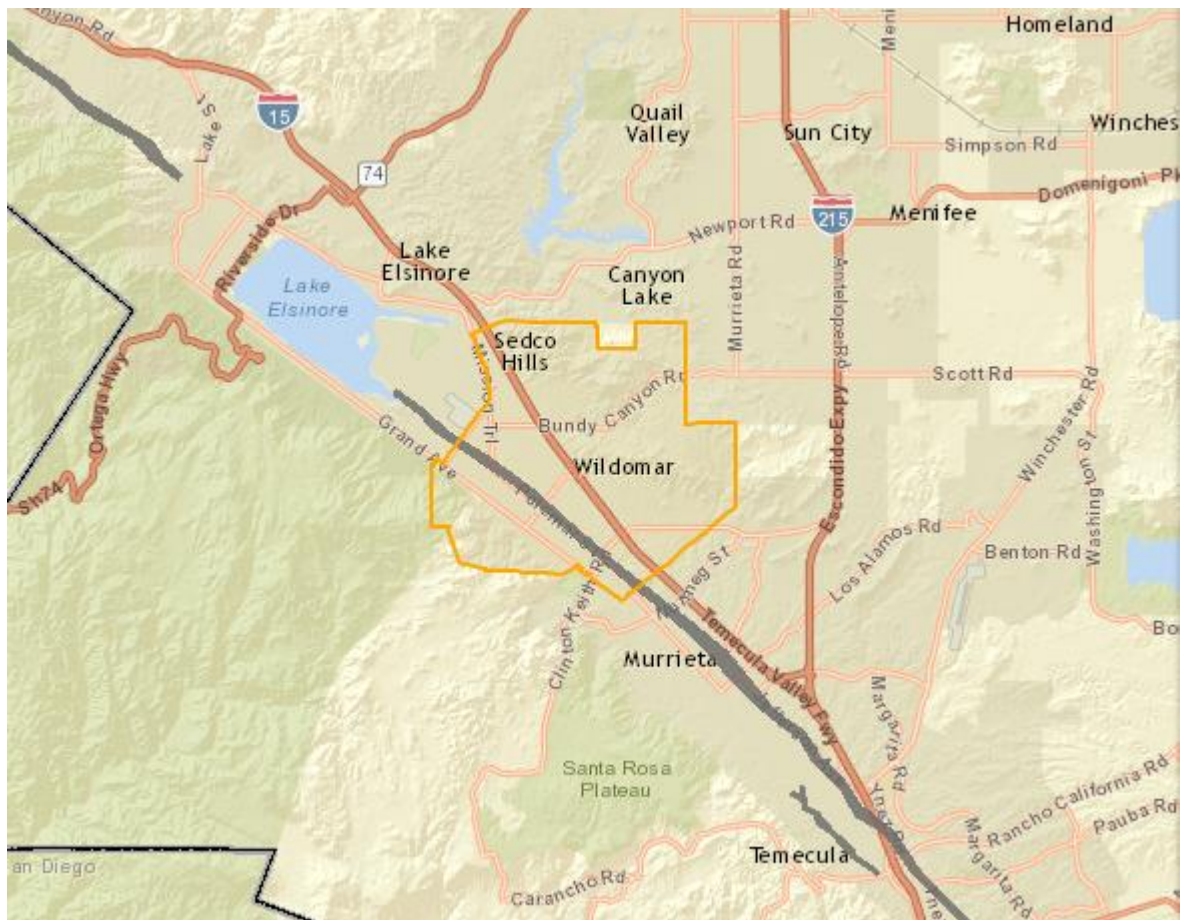 anyon Rd
Homeland
Meni
15
Lake St
Quail
Valley
Sun City
Winches
Simpson Rd
74
Domenigoni Pk
215
Menifee
Newport Rd
Riverside Dr
Lake
Elsinore
Canyon
Lake
Lake
Elsinore
Murrieta Rd
Antelope Rd
Sedco
Hills
Ortega Hwy
Scott Rd
Winchester Rd
Bundy Canyon Rd
Grand Ave
Wildomar
Washington St
Sh74
Escondido Expy
Los Alamos Rd
Benton Rd
Clinton Keith Rd
Murrieta
Temecula Valley Fwy
Margarita Rd
Santa Rosa
Plateau
Rancho California Rd
Pauba Rd
Temecula
Margarita Rd
an Diego
Carancho Rd